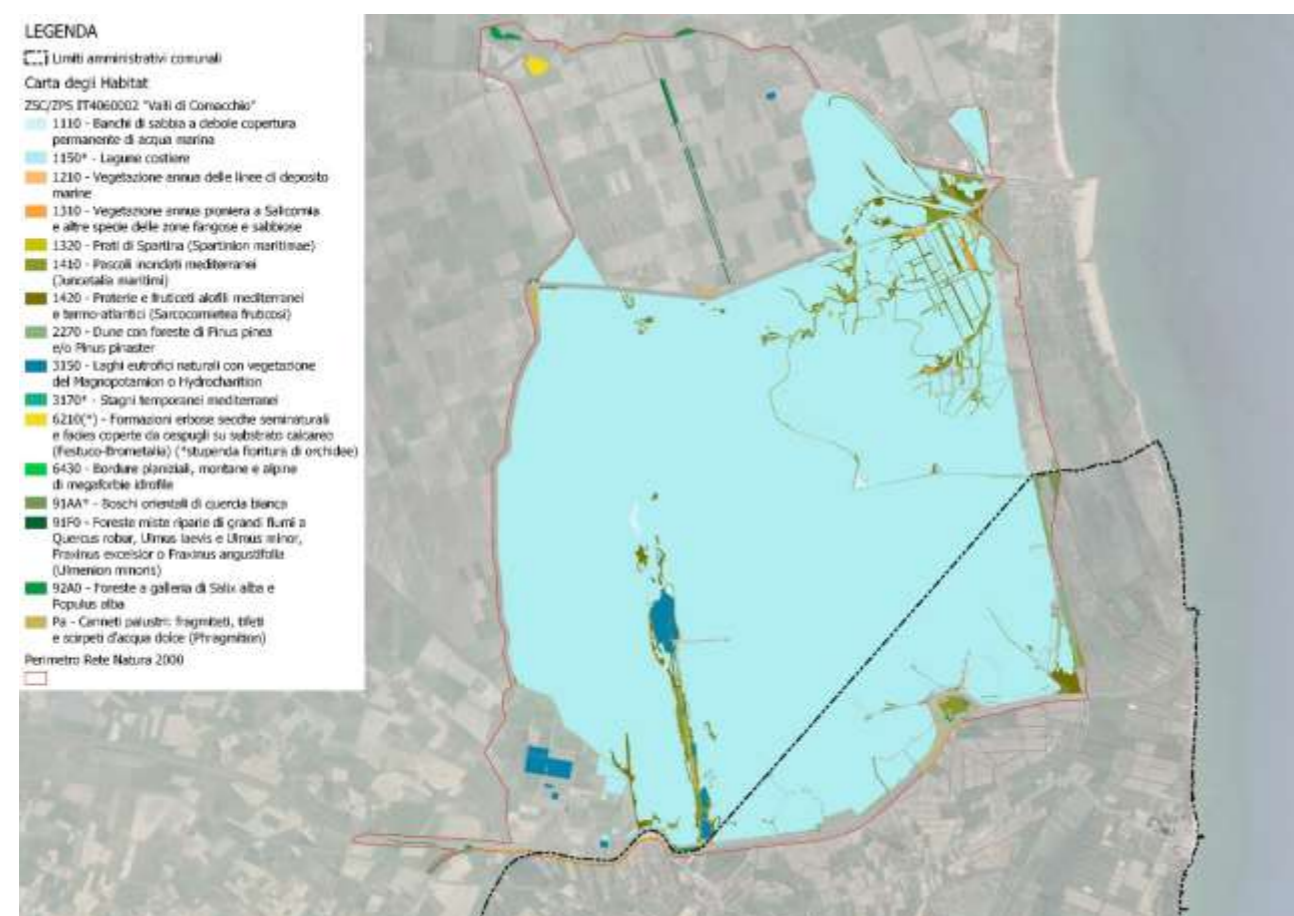 LEGENDA
Limiti amministrativi comunali
Carta degli Habitat
ZSC/ZPS IT4060002 "Valli di Comacchio"
1110 - Banchi di sabbia a debole copertura
permanente di acqua marina
1150* - Lagune costiere
1210 - Vegetazione annua delle linee di deposito
marine
1310 - Vegetazione annua pioniera a Salicornia
e altre specie delle zone fangose e sabbiose
1320 - Prati di Spartina (Spartinion maritimae)
1410 - Pascoli inondati mediterranei
(Juncetalia maritimi)
1420 - Praterie e fruticeti alofili mediterranei
e termo-atlantici (Sarcocornietea fruticosi)
2270 - Dune con foreste di Pinus pinea
e/o Pinus pinaster
3150 - Laghi eutrofici naturali con vegetazione
del Magnopotamion o Hydrocharition
3170* - Stagni temporanei mediterranei
6210(*) - Formazioni erbose secche seminaturali
e facies coperte da cespugli su substrato calcareo
(Festuco-Brometalia) (*stupenda fioritura di orchidee)
6430 - Bordure planiziali, montane e alpine
di megaforbie idrofile
91AA* - Boschi orientali di quercia bianca
91F0 - Foreste miste riparie di grandi fiumi a
Quercus robur, Ulmus laevis e Ulmus minor,
Fraxinus excelsior o Fraxinus angustifolia
(Ulmenion minoris)
92A0 - Foreste a galleria di Salix alba e
Populus alba
Pa - Canneti palustri: fragmiteti, tifeti
e scirpeti d'acqua dolce (Phragmition)
Perimetro Rete Natura 2000